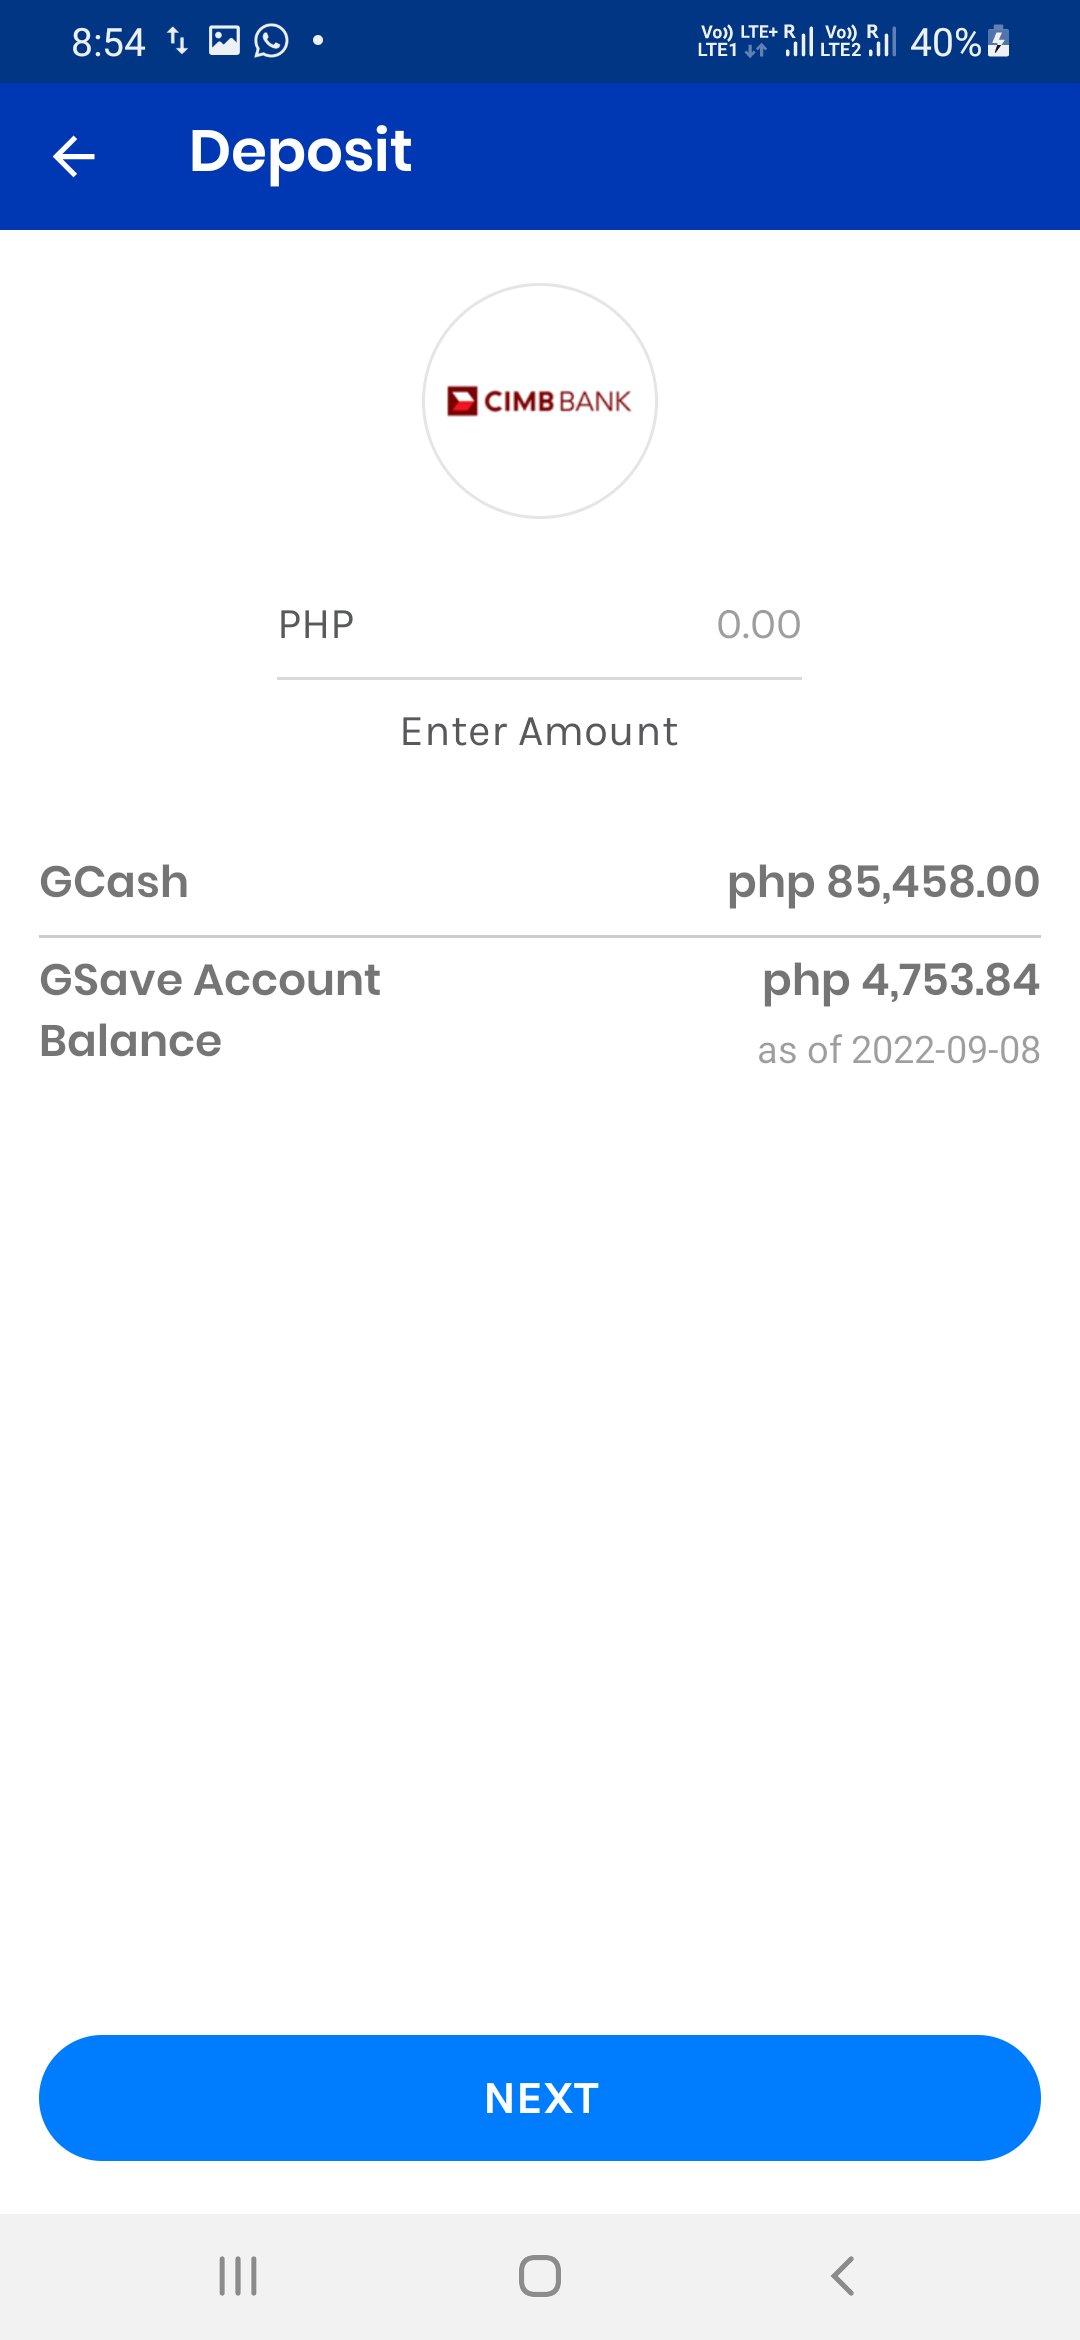 8:54 Vo)) LTE+ R Vo)) R 40%
LTE1 LTE2
Deposit
CIMB BANK
PHP 0.00
Enter Amount
GCash php 85,458.00
GSave Account php 4,753.84
Balance as of 2022-09-08
NEXT